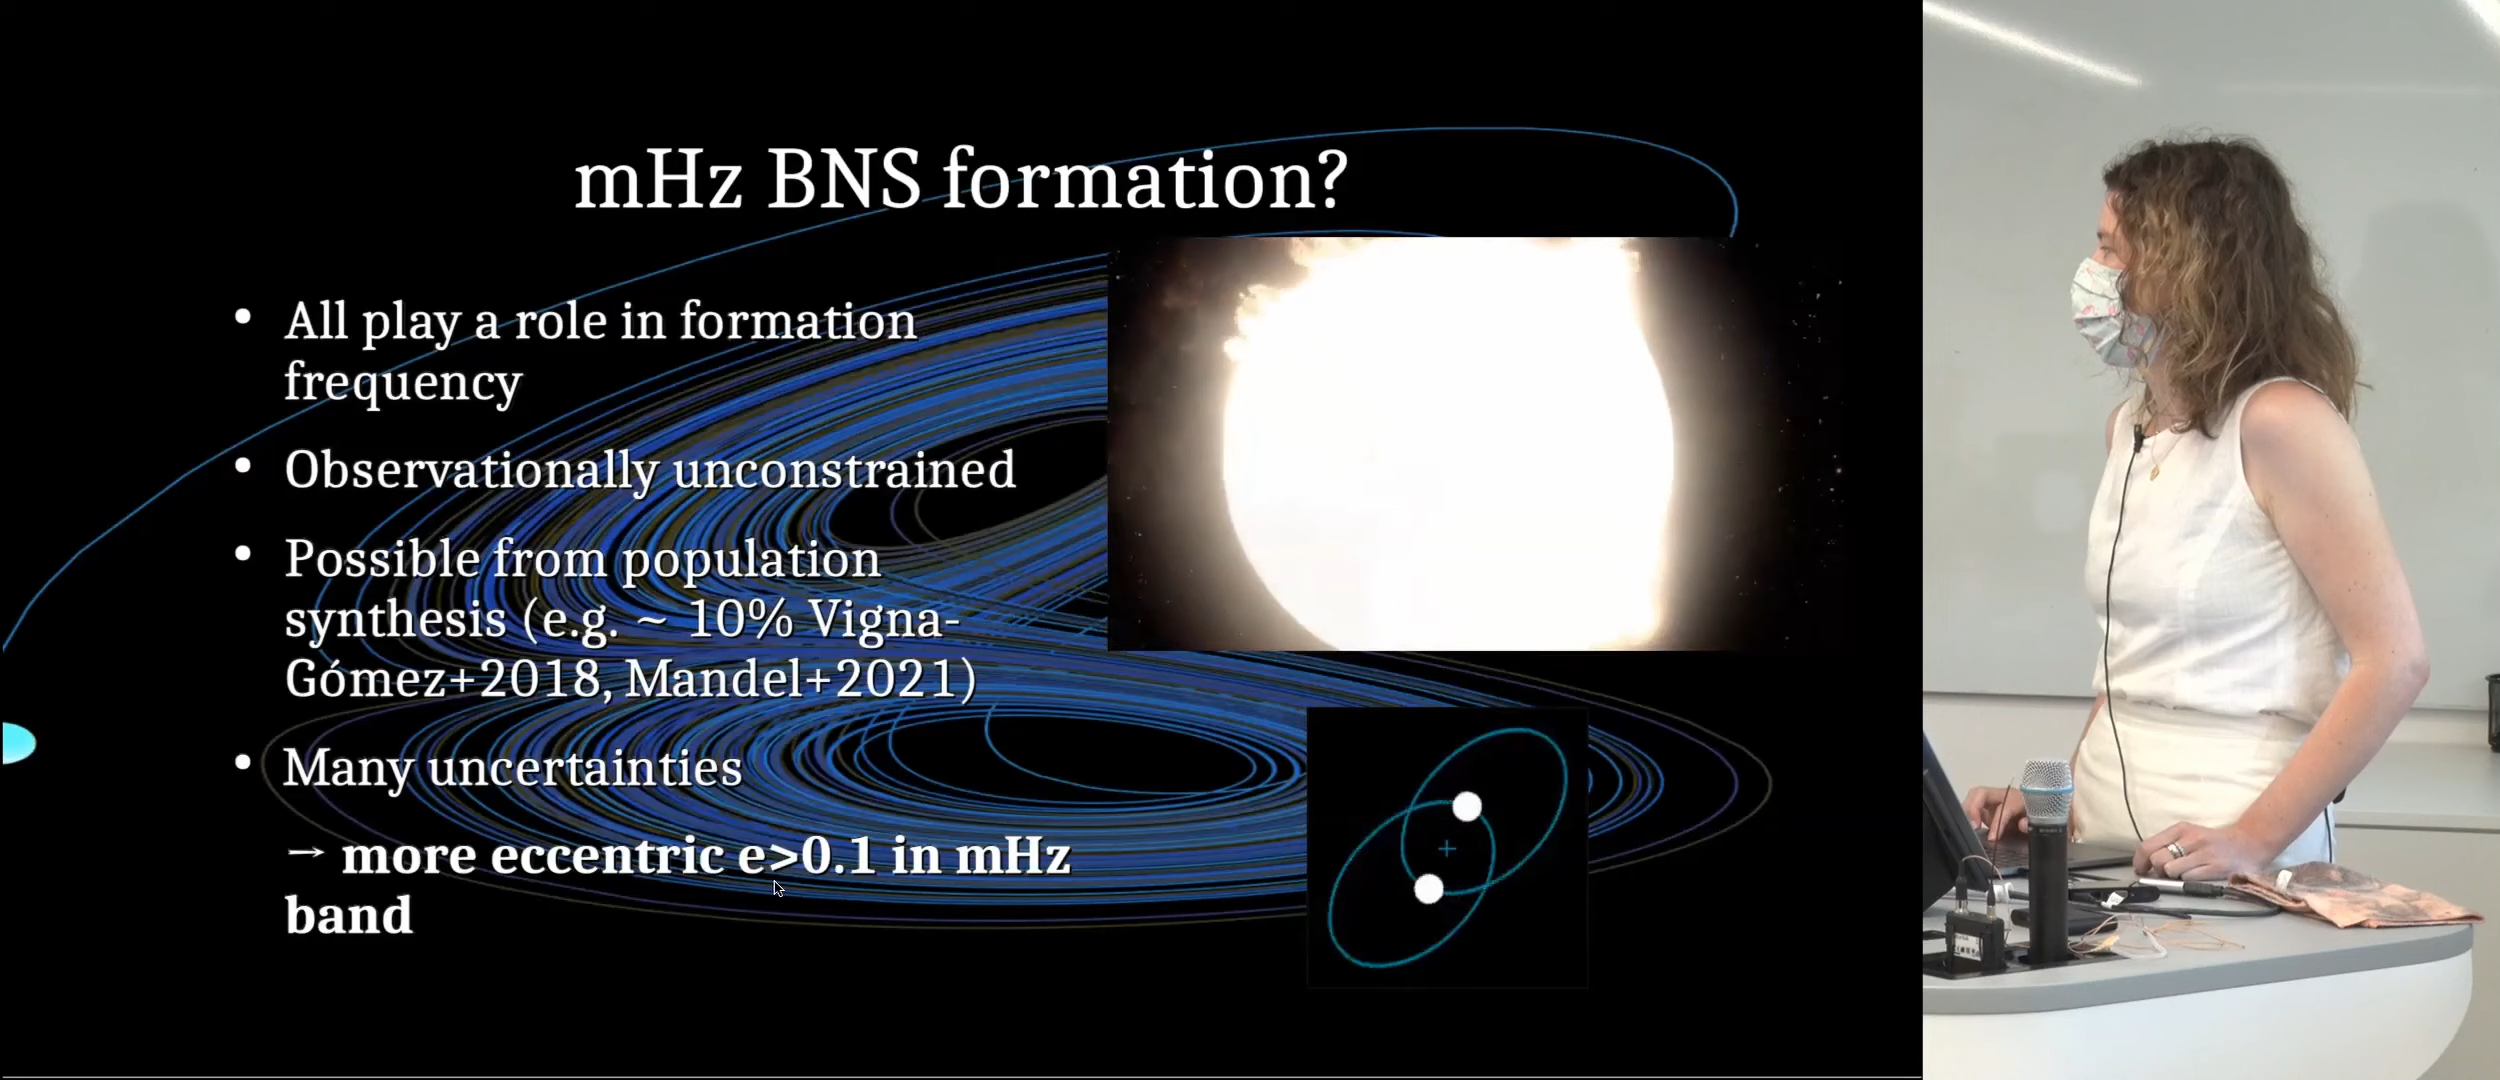 mHz BNS formation?
• All play a role in formation
frequency
• Observationally unconstrained
• Possible from population
synthesis (e.g. ~ 10% Vigna-
Gómez+2018, Mandel+2021)
• Many uncertainties
→ more eccentric e>0.1 in mHz
band